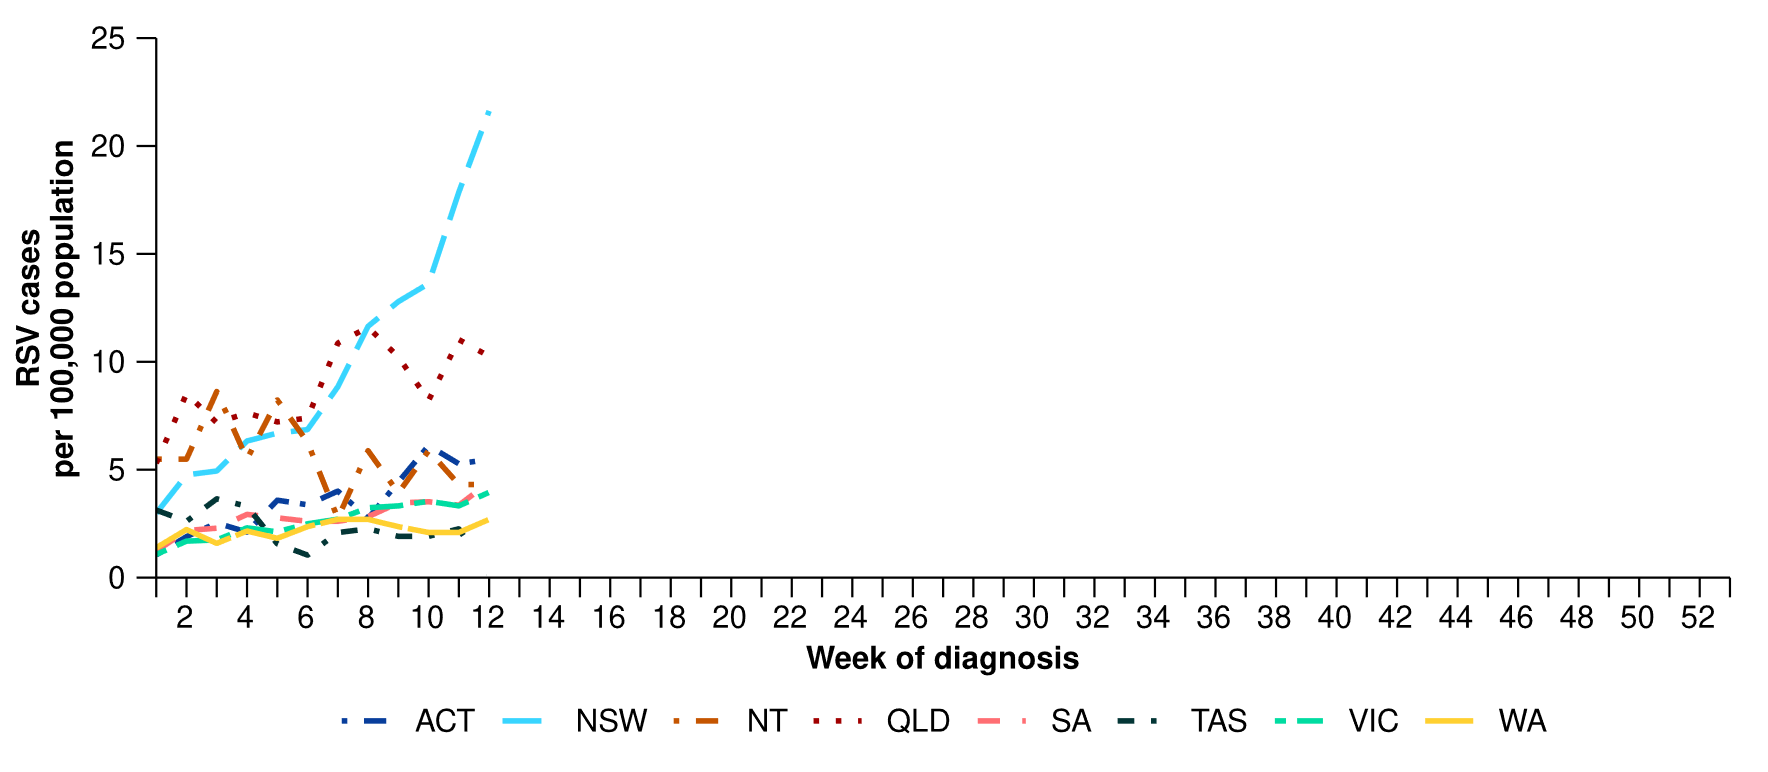 25
20
15
10
5
0
RSV cases
per 100,000 population
2 4 6 8 10 12 14 16 18 20 22 24 26 28 30 32 34 36 38 40 42 44 46 48 50 52
Week of diagnosis
ACT NSW NT QLD SA TAS VIC WA